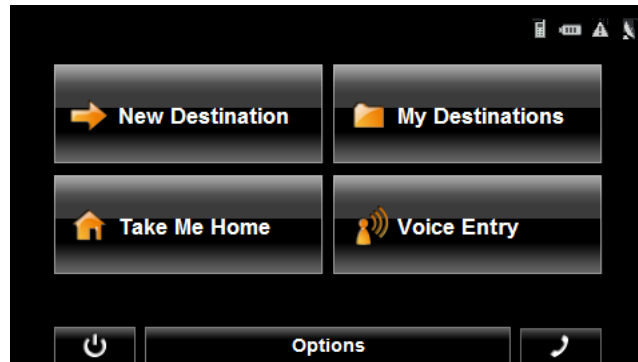 New Destination
My Destinations
Take Me Home
Voice Entry
Options